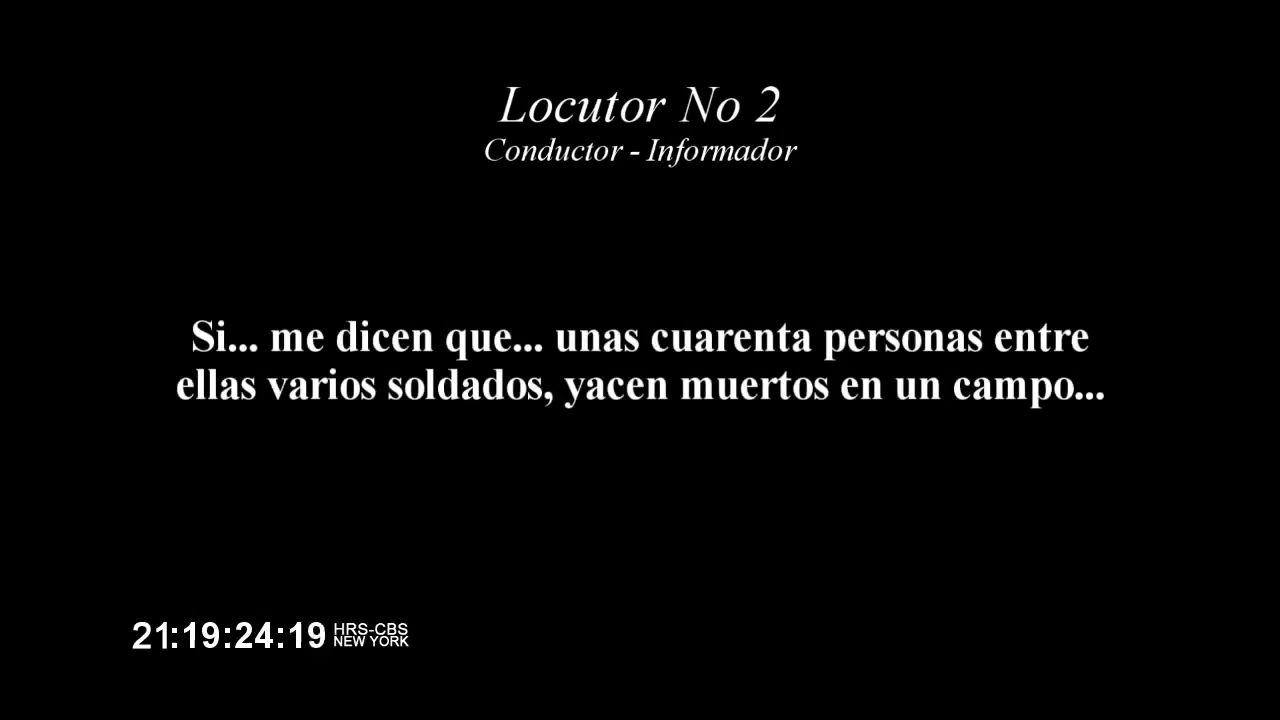 Locutor No 2
Conductor - Informador
Si... me dicen que... unas cuarenta personas entre
ellas varios soldados, yacen muertos en un campo...
21:19:24:19 HRS-CBS
NEW YORK